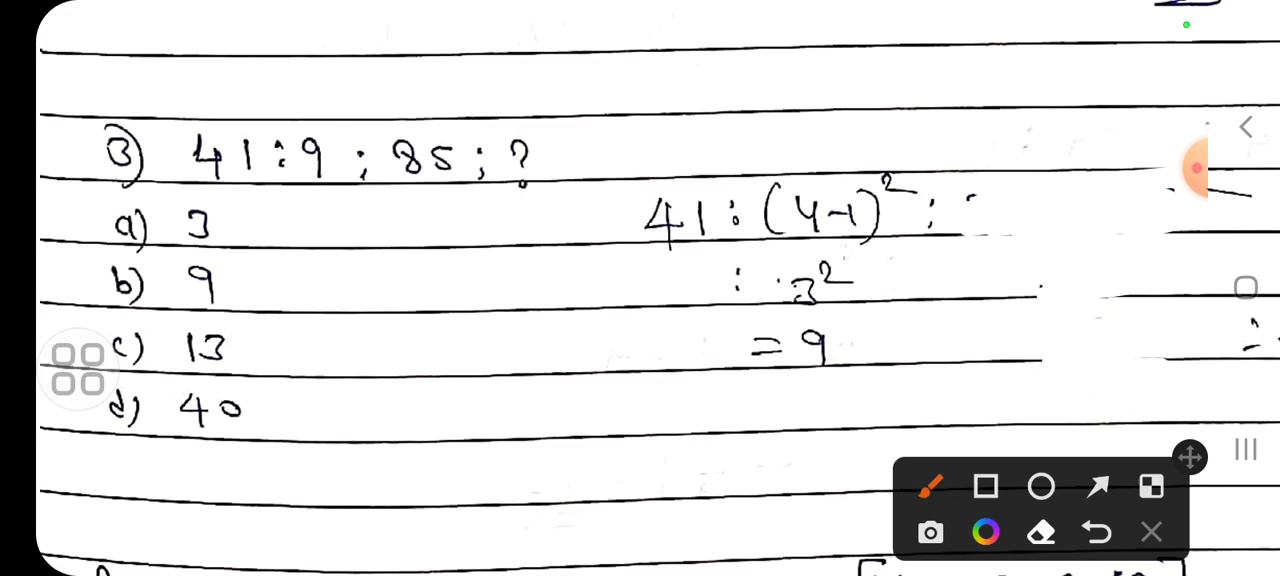 3) 41 : 9 ; 85 ; ?
a) 3
b) 9
c) 13
d) 40
41 : (4-1)² :
: 3²
= 9